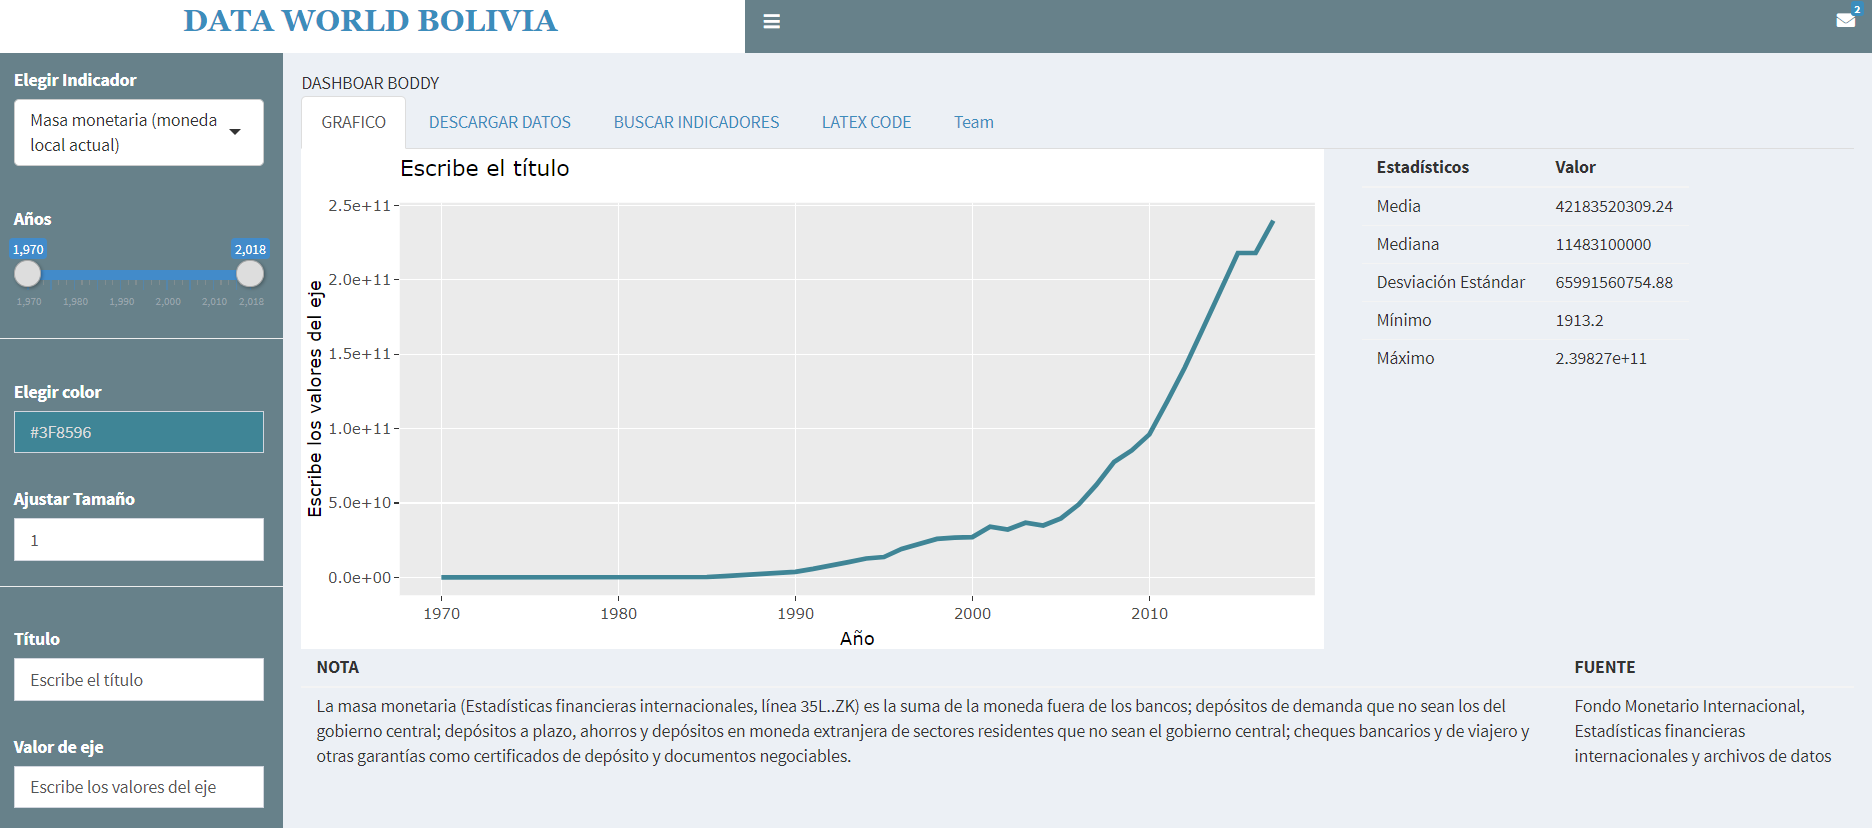 DATA WORLD BOLIVIA
2
Elegir Indicador
Masa monetaria (moneda
local actual)
Años
1,970
2,018
1,970 1,980 1,990 2,000 2,010 2,018
Elegir color
#3F8596
Ajustar Tamaño
1
Título
Escribe el título
Valor de eje
Escribe los valores del eje
DASHBOAR BODDY
GRAFICO DESCARGAR DATOS BUSCAR INDICADORES LATEX CODE Team
Escribe el título
Escribe los valores del eje
2.5e+11
2.0e+11
1.5e+11
1.0e+11
5.0e+10
0.0e+00
1970 1980 1990 2000 2010
Año
Estadísticos Valor
Media 42183520309.24
Mediana 11483100000
Desviación Estándar 65991560754.88
Mínimo 1913.2
Máximo 2.39827e+11
NOTA
La masa monetaria (Estadísticas financieras internacionales, línea 35L..ZK) es la suma de la moneda fuera de los bancos; depósitos de demanda que no sean los del
gobierno central; depósitos a plazo, ahorros y depósitos en moneda extranjera de sectores residentes que no sean el gobierno central; cheques bancarios y de viajero y
otras garantías como certificados de depósito y documentos negociables.
FUENTE
Fondo Monetario Internacional,
Estadísticas financieras
internacionales y archivos de datos